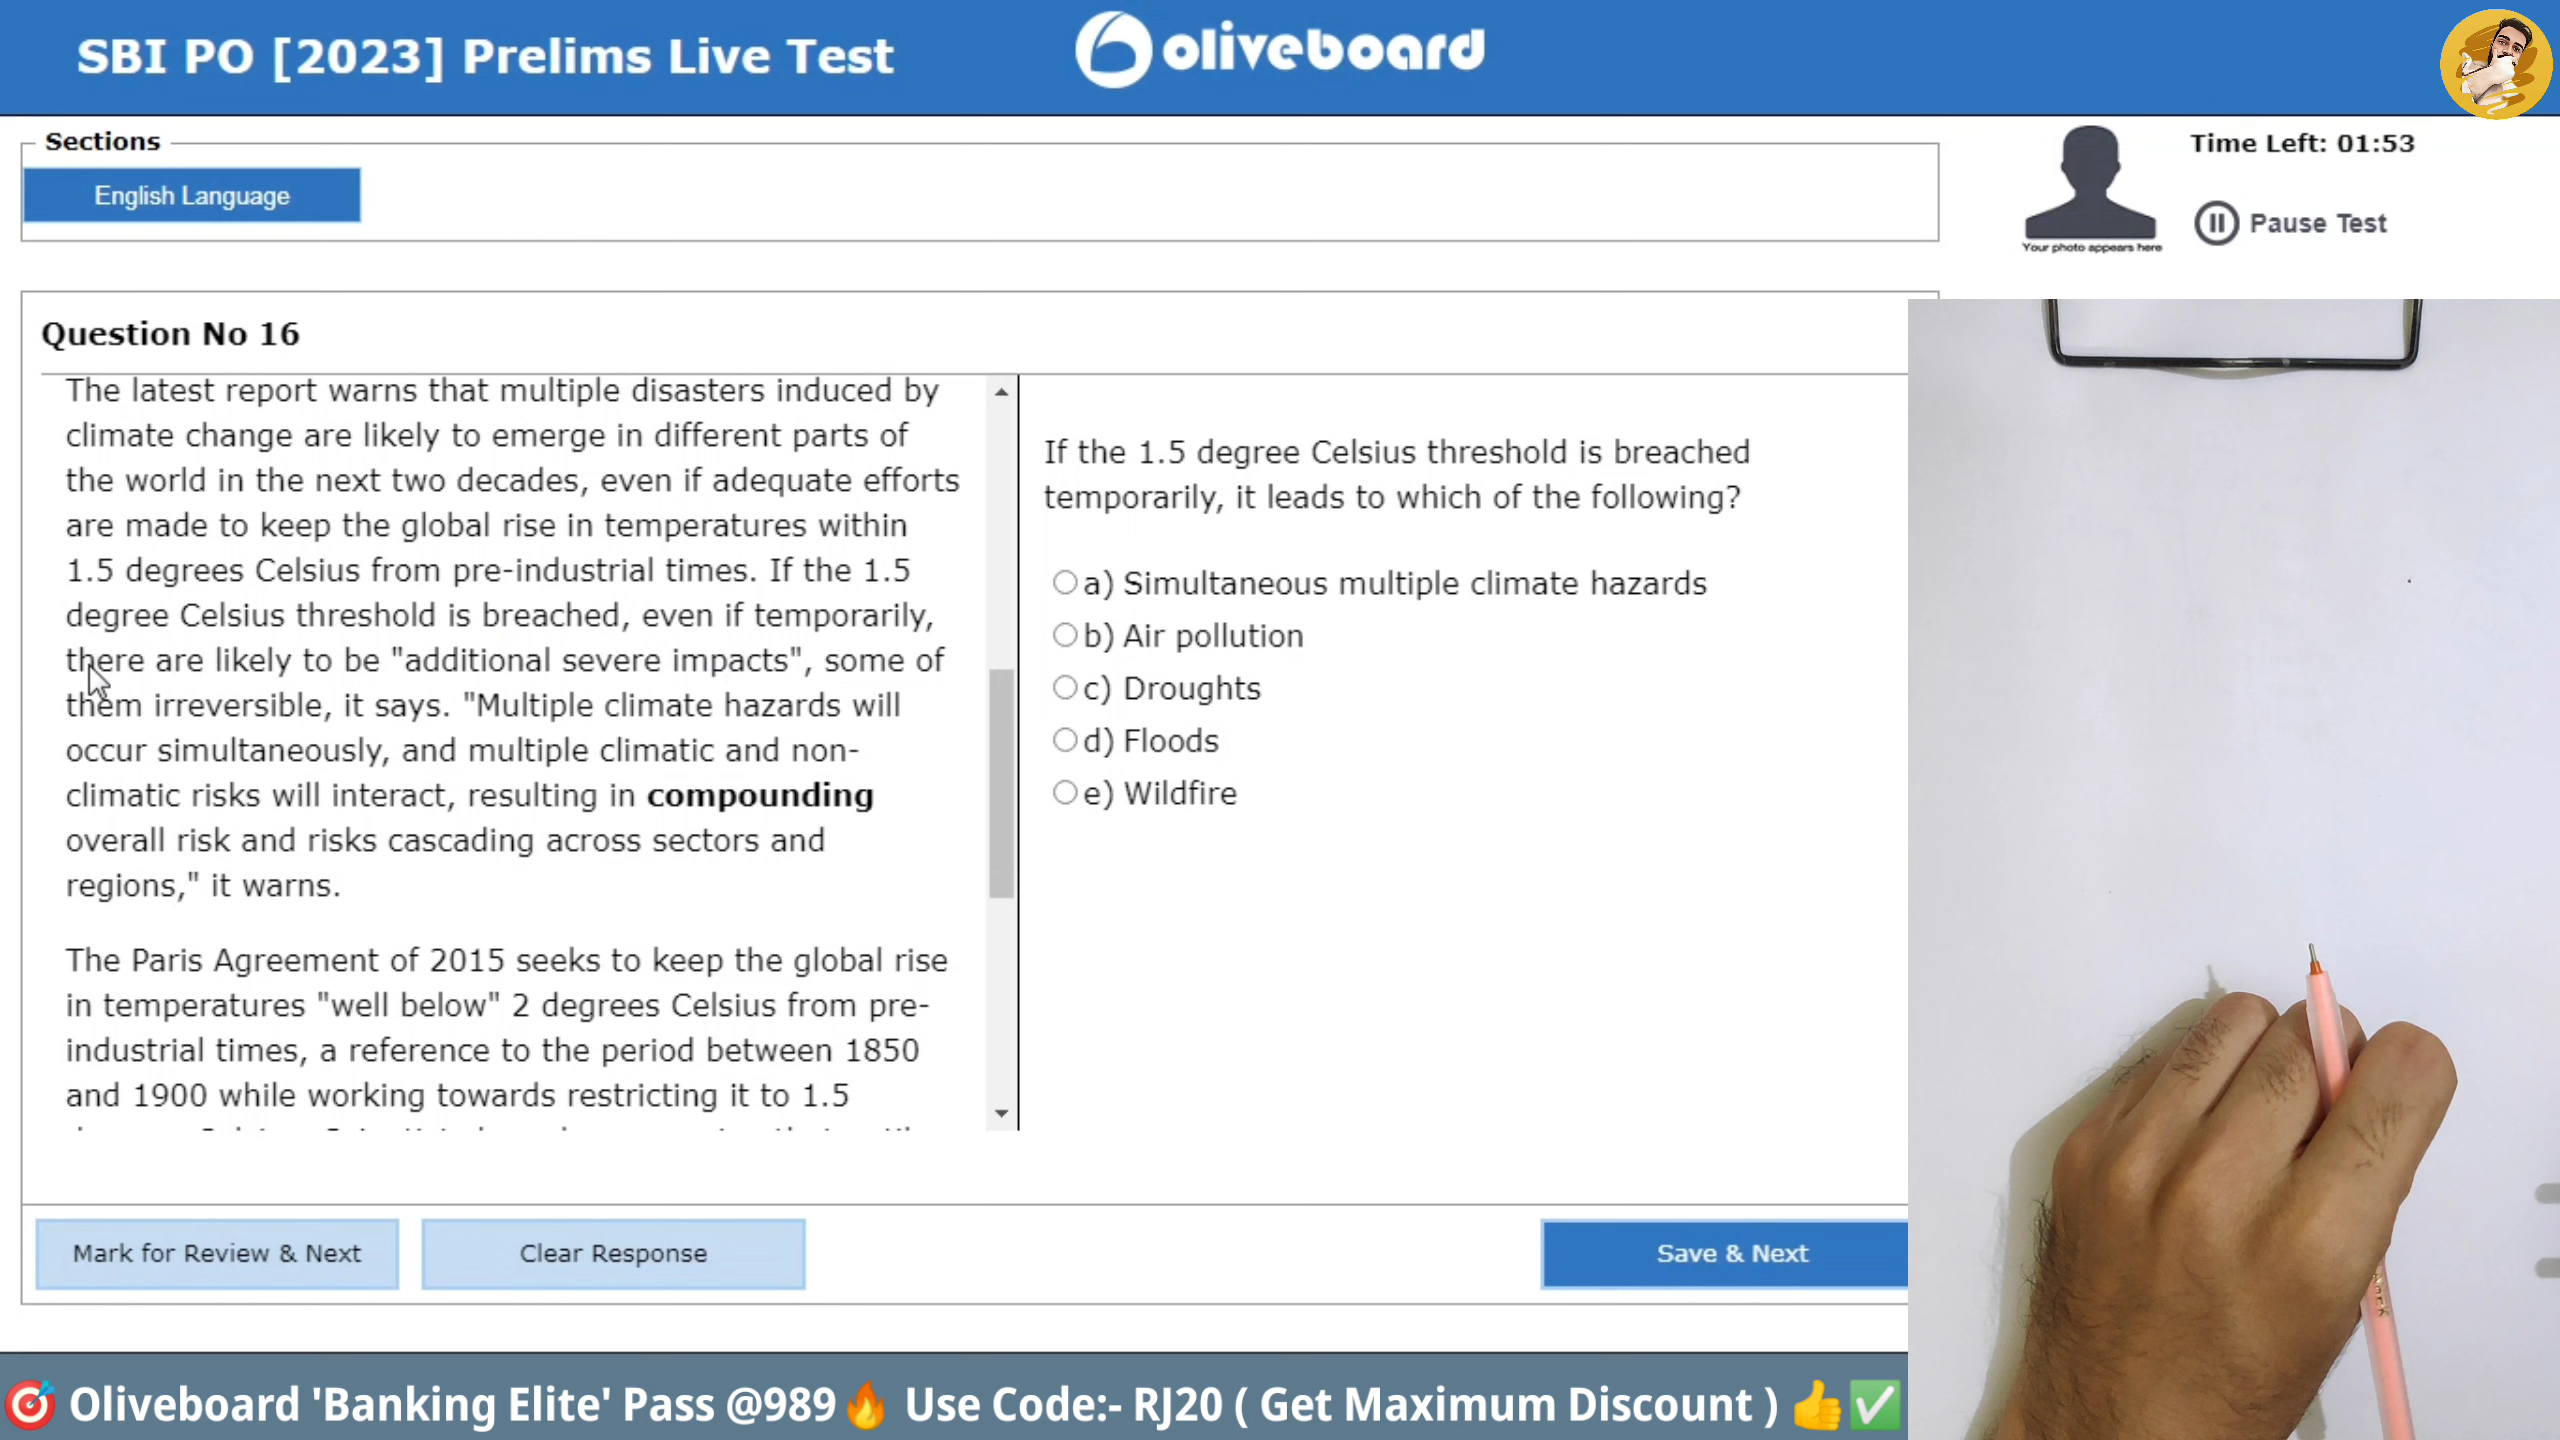 SBI PO [2023] Prelims Live Test
oliveboard
Sections
English Language
Time Left: 01:53
Pause Test
Your photo appears here
Question No 16
The latest report warns that multiple disasters induced by
climate change are likely to emerge in different parts of
the world in the next two decades, even if adequate efforts
are made to keep the global rise in temperatures within
1.5 degrees Celsius from pre-industrial times. If the 1.5
degree Celsius threshold is breached, even if temporarily,
there are likely to be "additional severe impacts", some of
them irreversible, it says. "Multiple climate hazards will
occur simultaneously, and multiple climatic and non-
climatic risks will interact, resulting in compounding
overall risk and risks cascading across sectors and
regions," it warns.
The Paris Agreement of 2015 seeks to keep the global rise
in temperatures "well below" 2 degrees Celsius from pre-
industrial times, a reference to the period between 1850
and 1900 while working towards restricting it to 1.5
If the 1.5 degree Celsius threshold is breached
temporarily, it leads to which of the following?
a) Simultaneous multiple climate hazards
b) Air pollution
c) Droughts
d) Floods
e) Wildfire
Mark for Review & Next
Clear Response
Save & Next
🎯 Oliveboard 'Banking Elite' Pass @989🔥 Use Code:- RJ20 ( Get Maximum Discount ) 👍✅